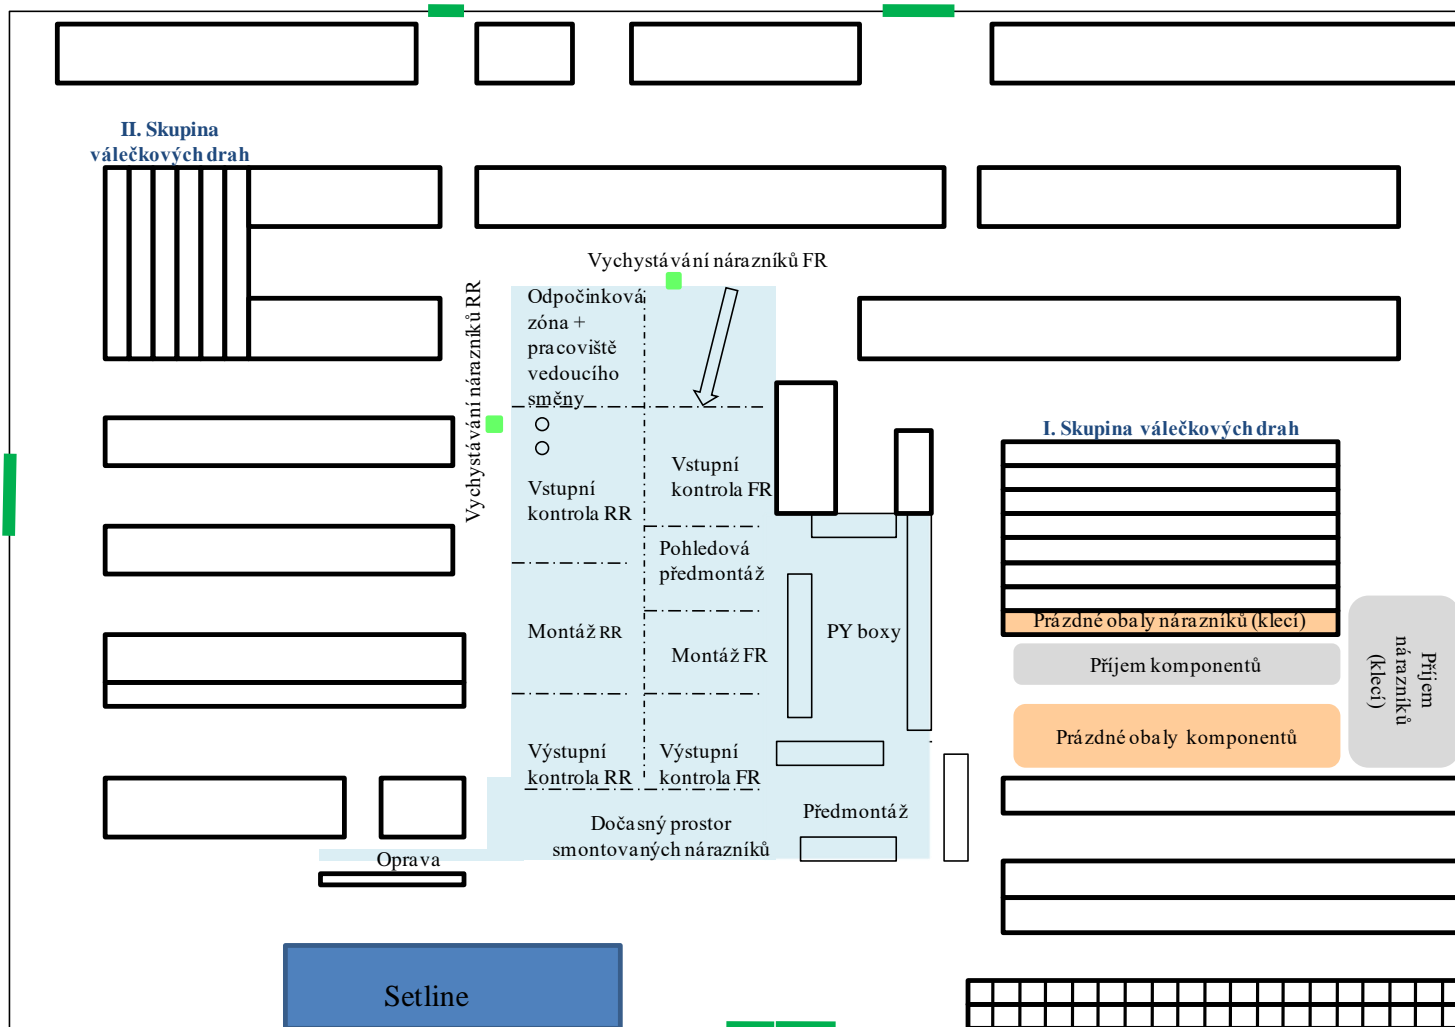 II. Skupina
válečkových drah
Vychystávání nárazníků FR
Vychystávání nárazníků RR
Odpočinková
zóna +
pracoviště
vedoucího
směny
I. Skupina válečkových drah
Vstupní
kontrola FR
Vstupní
kontrola RR
Pohledová
předmontáž
Montáž RR
Montáž FR
PY boxy
Prázdné obaly nárazníků (klecí)
Příjem komponentů
Příjem
nárazníků
(klecí)
Prázdné obaly komponentů
Výstupní
kontrola RR
Výstupní
kontrola FR
Předmontáž
Dočasný prostor
smontovaných nárazníků
Oprava
Setline